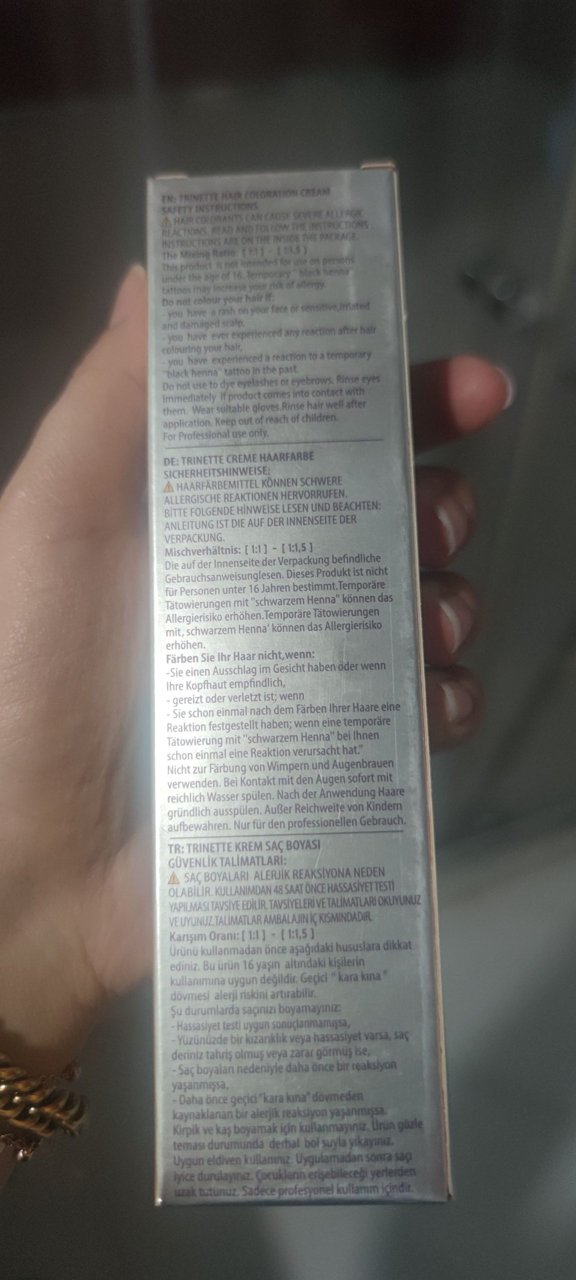 EN: TRINETTE HAIR COLORATION CREAM
SAFETY INSTRUCTIONS
⚠ HAIR COLORANTS CAN CAUSE SEVERE ALLERGIC
REACTIONS. READ AND FOLLOW THE INSTRUCTIONS
INSTRUCTIONS ARE ON THE INSIDE THE PACKAGE.
The Mixing Ratio: [ 1:1 ] - [ 1:1,5 ]
This product is not intended for use on persons
under the age of 16. Temporary "black henna"
tattoos may increase your risk of allergy.
Do not colour your hair if:
- you have a rash on your face or sensitive,irritated
and damaged scalp,
- you have ever experienced any reaction after hair
colouring your hair,
- you have experienced a reaction to a temporary
"black henna" tattoo in the past.
Do not use to dye eyelashes or eyebrows. Rinse eyes
immediately if product comes into contact with
them. Wear suitable gloves.Rinse hair well after
application. Keep out of reach of children.
For Professional use only.
DE: TRINETTE CREME HAARFARBE
SICHERHEITSHINWEISE:
⚠ HAARFÄRBEMITTEL KÖNNEN SCHWERE
ALLERGISCHE REAKTIONEN HERVORRUFEN.
BITTE FOLGENDE HINWEISE LESEN UND BEACHTEN:
ANLEITUNG IST DIE AUF DER INNENSEITE DER
VERPACKUNG.
Mischverhältnis: [ 1:1 ] - [ 1:1,5 ]
Die auf der Innenseite der Verpackung befindliche
Gebrauchsanweisunglesen. Dieses Produkt ist nicht
für Personen unter 16 Jahren bestimmt.Temporäre
Tätowierungen mit "schwarzem Henna" können das
Allergierisiko erhöhen.Temporäre Tätowierungen
mit, schwarzem Henna' können das Allergierisiko
erhöhen.
Färben Sie Ihr Haar nicht,wenn:
-Sie einen Ausschlag im Gesicht haben oder wenn
Ihre Kopfhaut empfindlich,
- gereizt oder verletzt ist; wenn
- Sie schon einmal nach dem Färben Ihrer Haare eine
Reaktion festgestellt haben; wenn eine temporäre
Tätowierung mit "schwarzem Henna" bei Ihnen
schon einmal eine Reaktion verursacht hat."
Nicht zur Färbung von Wimpern und Augenbrauen
verwenden. Bei Kontakt mit den Augen sofort mit
reichlich Wasser spülen. Nach der Anwendung Haare
gründlich ausspülen. Außer Reichweite von Kindern
aufbewahren. Nur für den professionellen Gebrauch.
TR: TRINETTE KREM SAÇ BOYASI
GÜVENLİK TALİMATLARI:
⚠ SAÇ BOYALARI ALERJİK REAKSİYONA NEDEN
OLABİLİR. KULLANIMDAN 48 SAAT ÖNCE HASSASİYET TESTİ
YAPILMASI TAVSİYE EDİLİR. TAVSİYELERİ VE TALİMATLARI OKUYUNUZ
VE UYUNUZ.TALİMATLAR AMBALAJIN İÇ KISMINDADIR.
Karışım Oranı: [ 1:1 ] - [ 1:1,5 ]
Ürünü kullanmadan önce aşağıdaki hususlara dikkat
ediniz. Bu ürün 16 yaşın altındaki kişilerin
kullanımına uygun değildir. Geçici " kara kına "
dövmesi alerji riskini artırabilir.
Şu durumlarda saçınızı boyamayınız:
- Hassasiyet testi uygun sonuçlanmamışsa,
- Yüzünüzde bir kızarıklık veya hassasiyet varsa, saç
deriniz tahriş olmuş veya zarar görmüş ise,
- Saç boyaları nedeniyle daha önce bir reaksiyon
yaşanmışsa,
- Daha önce geçici "kara kına" dövmeden
kaynaklanan bir alerjik reaksiyon yaşanmışsa.
Kirpik ve kaş boyamak için kullanmayınız. Ürün gözle
teması durumunda derhal bol suyla yıkayınız.
Uygun eldiven kullanınız. Uygulamadan sonra saçı
iyice durulayınız. Çocukların erişebileceği yerlerden
uzak tutunuz. Sadece profesyonel kullanım içindir.